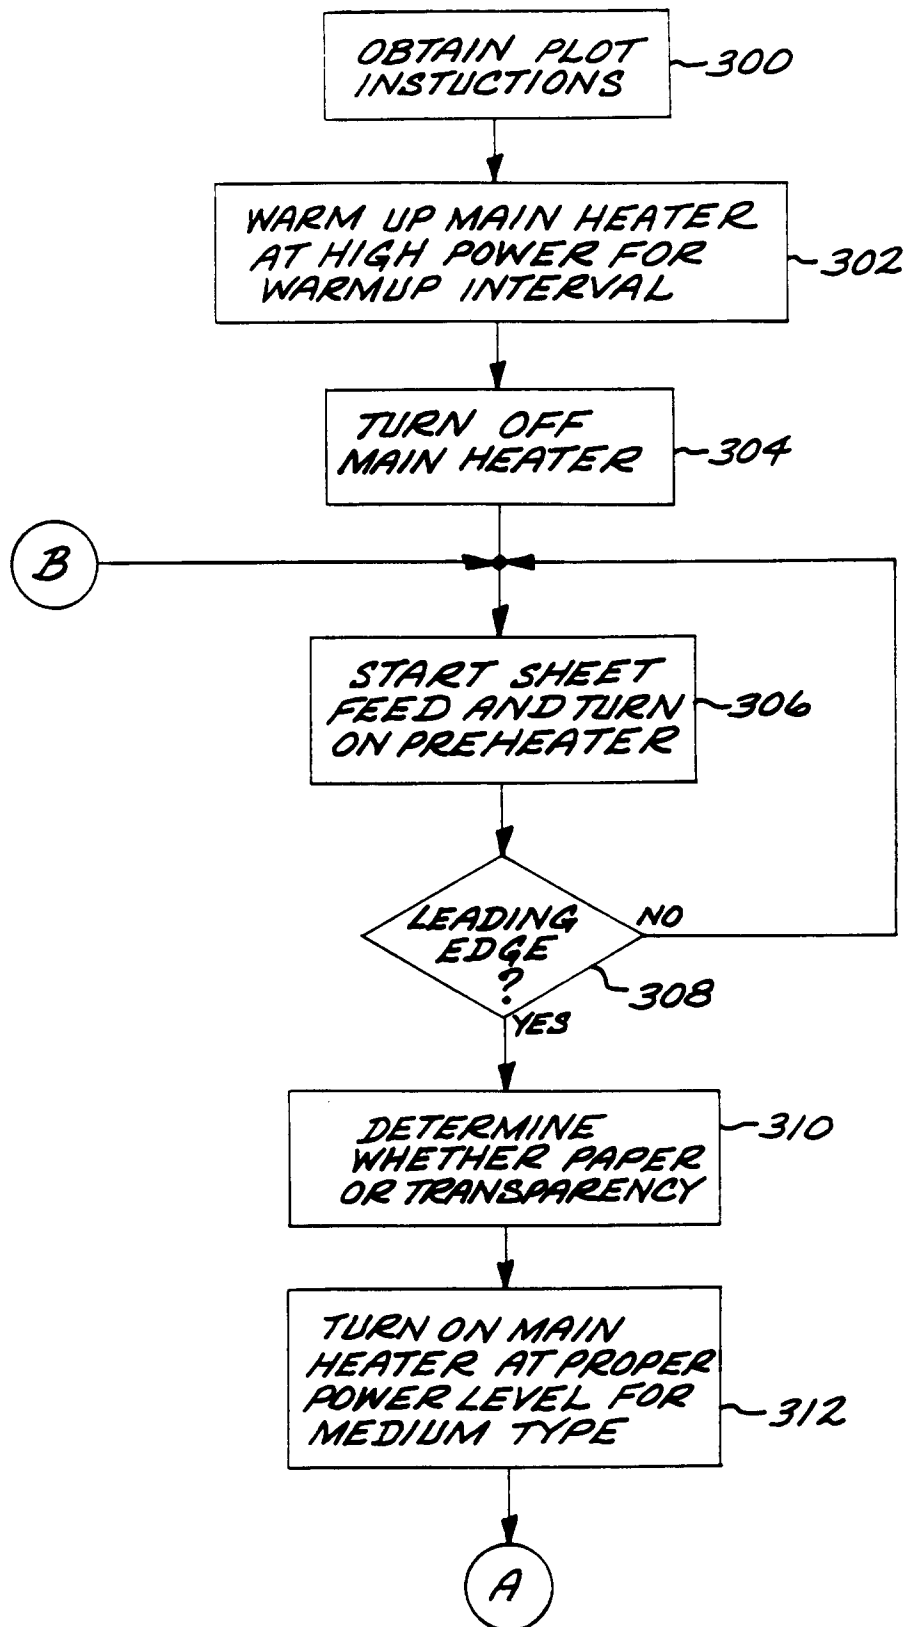 OBTAIN PLOT
INSTUCTIONS
300
WARM UP MAIN HEATER
AT HIGH POWER FOR
WARMUP INTERVAL
302
TURN OFF
MAIN HEATER
304
B
START SHEET
FEED AND TURN
ON PREHEATER
306
LEADING
EDGE
?
NO
308
YES
DETERMINE
WHETHER PAPER
OR TRANSPARENCY
310
TURN ON MAIN
HEATER AT PROPER
POWER LEVEL FOR
MEDIUM TYPE
312
A